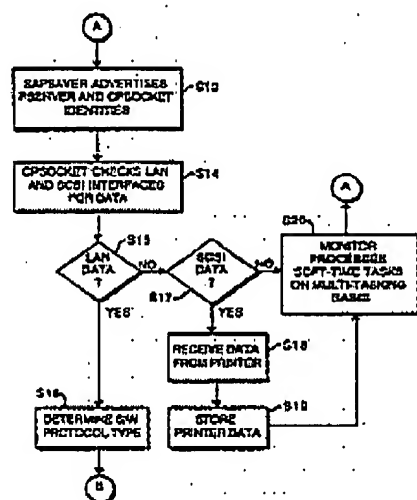 A
SAPSAVER ADVERTISES
PSERVER AND CPSOCKET
IDENTITIES
S13
CPSOCKET CHECKS LAN
AND SCSI INTERFACES
FOR DATA
S14
LAN
DATA
?
S15
NO
YES
SCSI
DATA
?
S17
NO
YES
A
S20
MONITOR
PROCESSES
SOFT-TIME TASKS
ON MULTI-TASKING
BASIS
RECEIVE DATA
FROM PRINTER
S18
STORE
PRINTER DATA
S19
S16
DETERMINE S/W
PROTOCOL TYPE
B